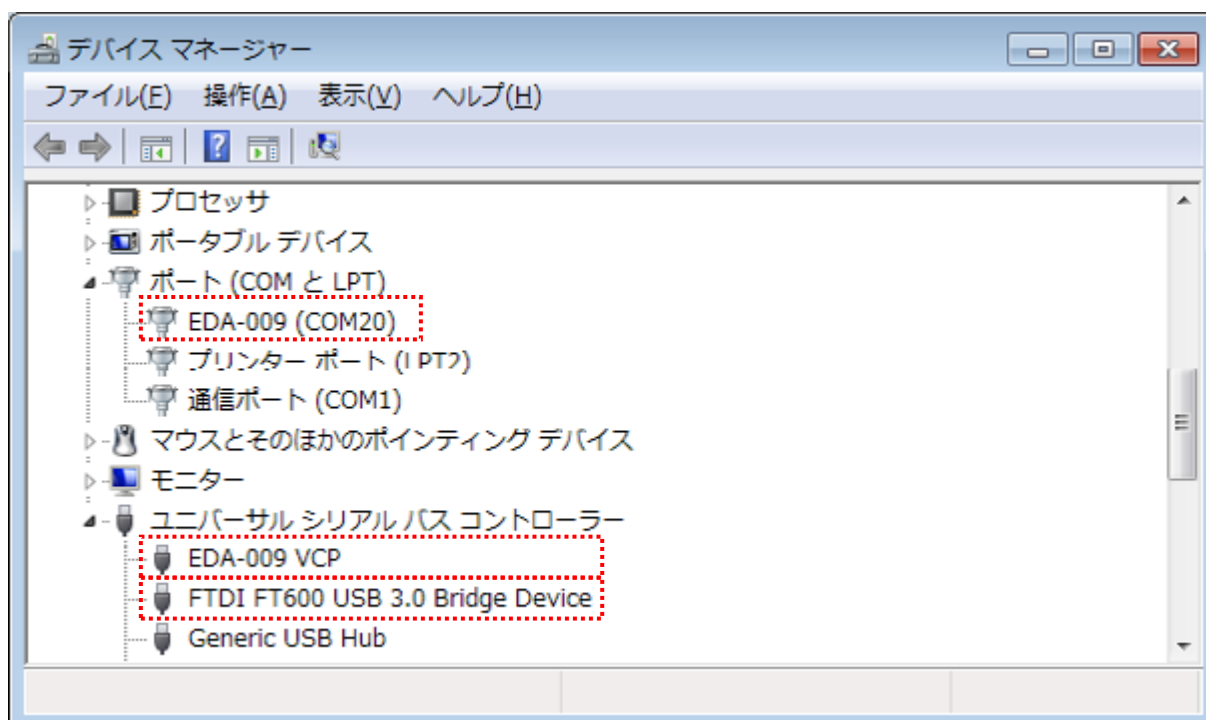 デバイス マネージャー
ファイル(F) 操作(A) 表示(V) ヘルプ(H)
プロセッサ
ポータブル デバイス
ポート (COM と LPT)
EDA-009 (COM20)
プリンター ポート (LPT2)
通信ポート (COM1)
マウスとそのほかのポインティング デバイス
モニター
ユニバーサル シリアル バス コントローラー
EDA-009 VCP
FTDI FT600 USB 3.0 Bridge Device
Generic USB Hub